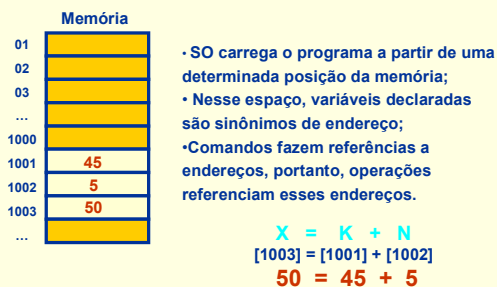 Memória
01
02
03
...
1000
1001 45
1002 5
1003 50
...
• SO carrega o programa a partir de uma
determinada posição da memória;
• Nesse espaço, variáveis declaradas
são sinônimos de endereço;
•Comandos fazem referências a
endereços, portanto, operações
referenciam esses endereços.
X = K + N
[1003] = [1001] + [1002]
50 = 45 + 5